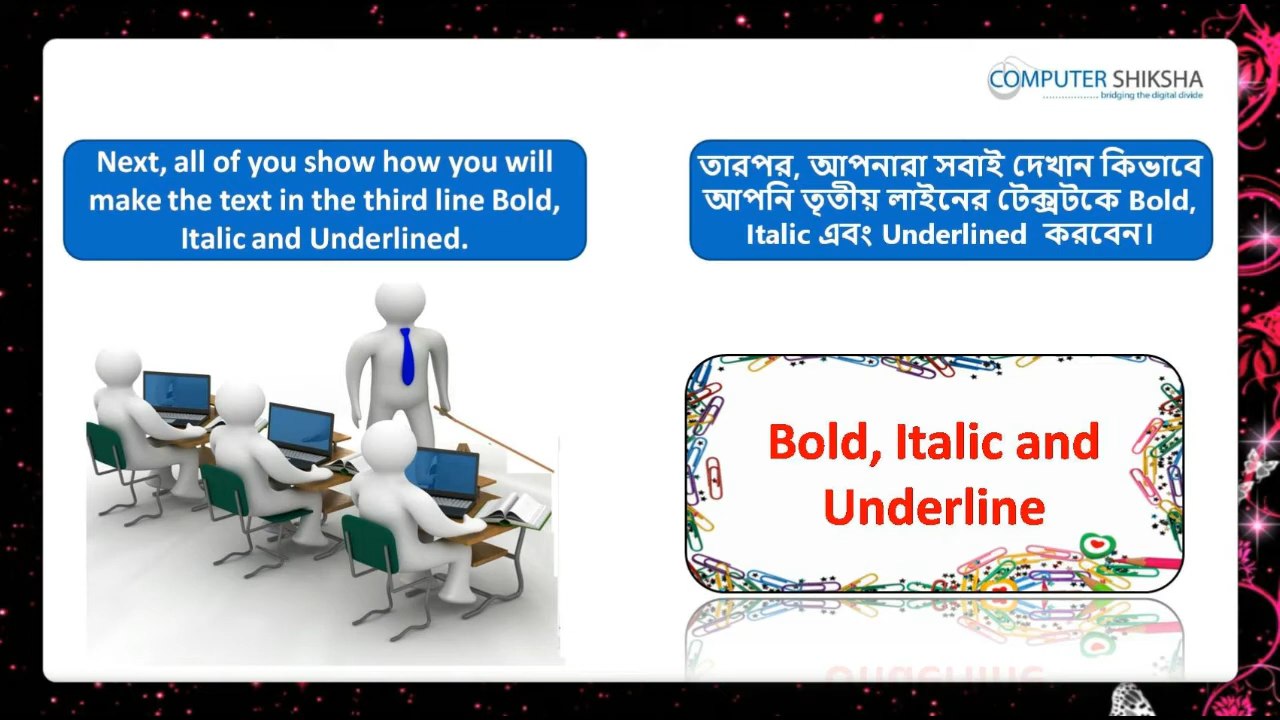 COMPUTER SHIKSHA
bridging the digital divide
Next, all of you show how you will
make the text in the third line Bold,
Italic and Underlined.
তারপর, আপনারা সবাই দেখান কিভাবে
আপনি তৃতীয় লাইনের টেক্সটকে Bold,
Italic এবং Underlined করবেন।
Bold, Italic and
Underline